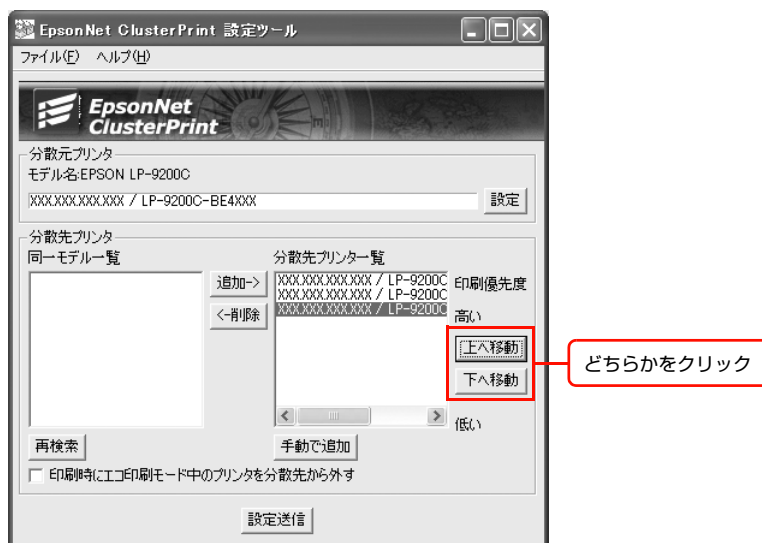 EpsonNet ClusterPrint 設定ツール
ファイル(F) ヘルプ(H)
EpsonNet
ClusterPrint
分散元プリンタ
モデル名:EPSON LP-9200C
XXX.XXX.XXX.XXX / LP-9200C-BE4XXX
設定
分散先プリンタ
同一モデル一覧
分散先プリンター覧
追加->
<-削除
XXX.XXX.XXX.XXX / LP-9200C
XXX.XXX.XXX.XXX / LP-9200C
XXX.XXX.XXX.XXX / LP-9200C
印刷優先度
高い
上へ移動
下へ移動
低い
どちらかをクリック
再検索
手動で追加
印刷時にエコ印刷モード中のプリンタを分散先から外す
設定送信